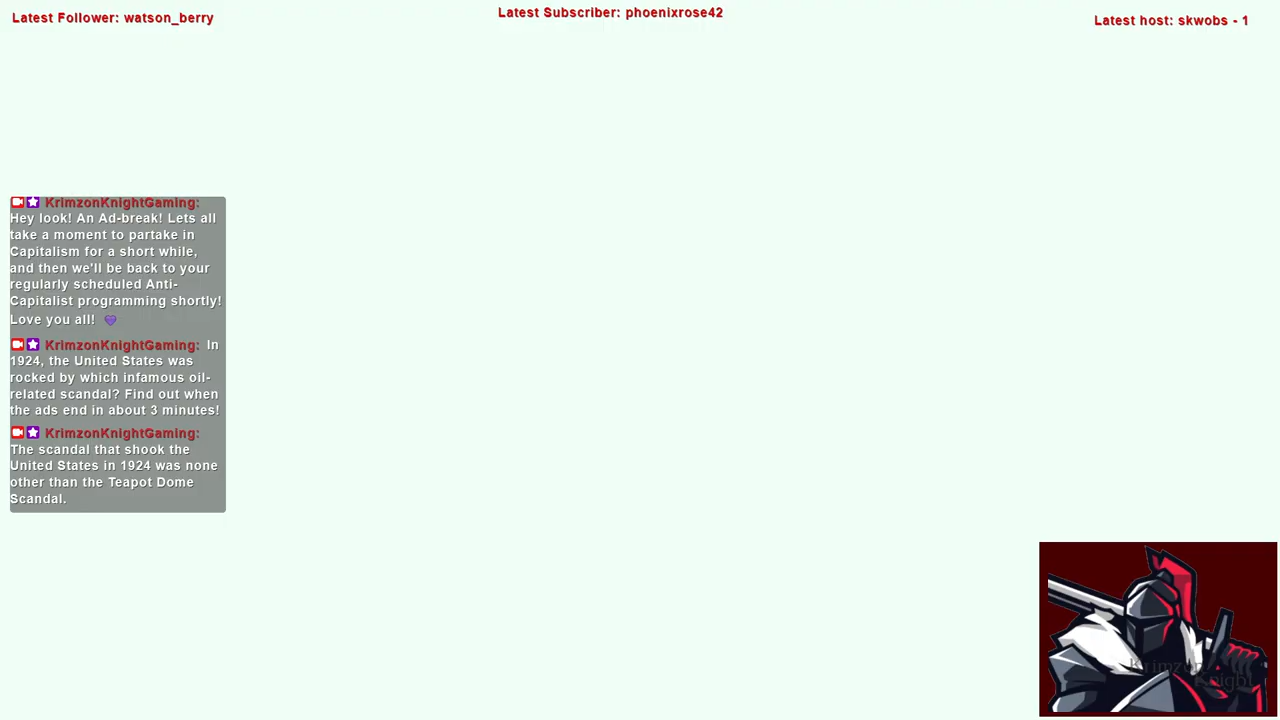 Latest Follower: watson_berry
Latest Subscriber: phoenixrose42
Latest host: skwobs - 1
KrimzonKnightGaming:
Hey look! An Ad-break! Lets all
take a moment to partake in
Capitalism for a short while,
and then we'll be back to your
regularly scheduled Anti-
Capitalist programming shortly!
Love you all!
KrimzonKnightGaming: In
1924, the United States was
rocked by which infamous oil-
related scandal? Find out when
the ads end in about 3 minutes!
KrimzonKnightGaming:
The scandal that shook the
United States in 1924 was none
other than the Teapot Dome
Scandal.
Krimzon
Knight